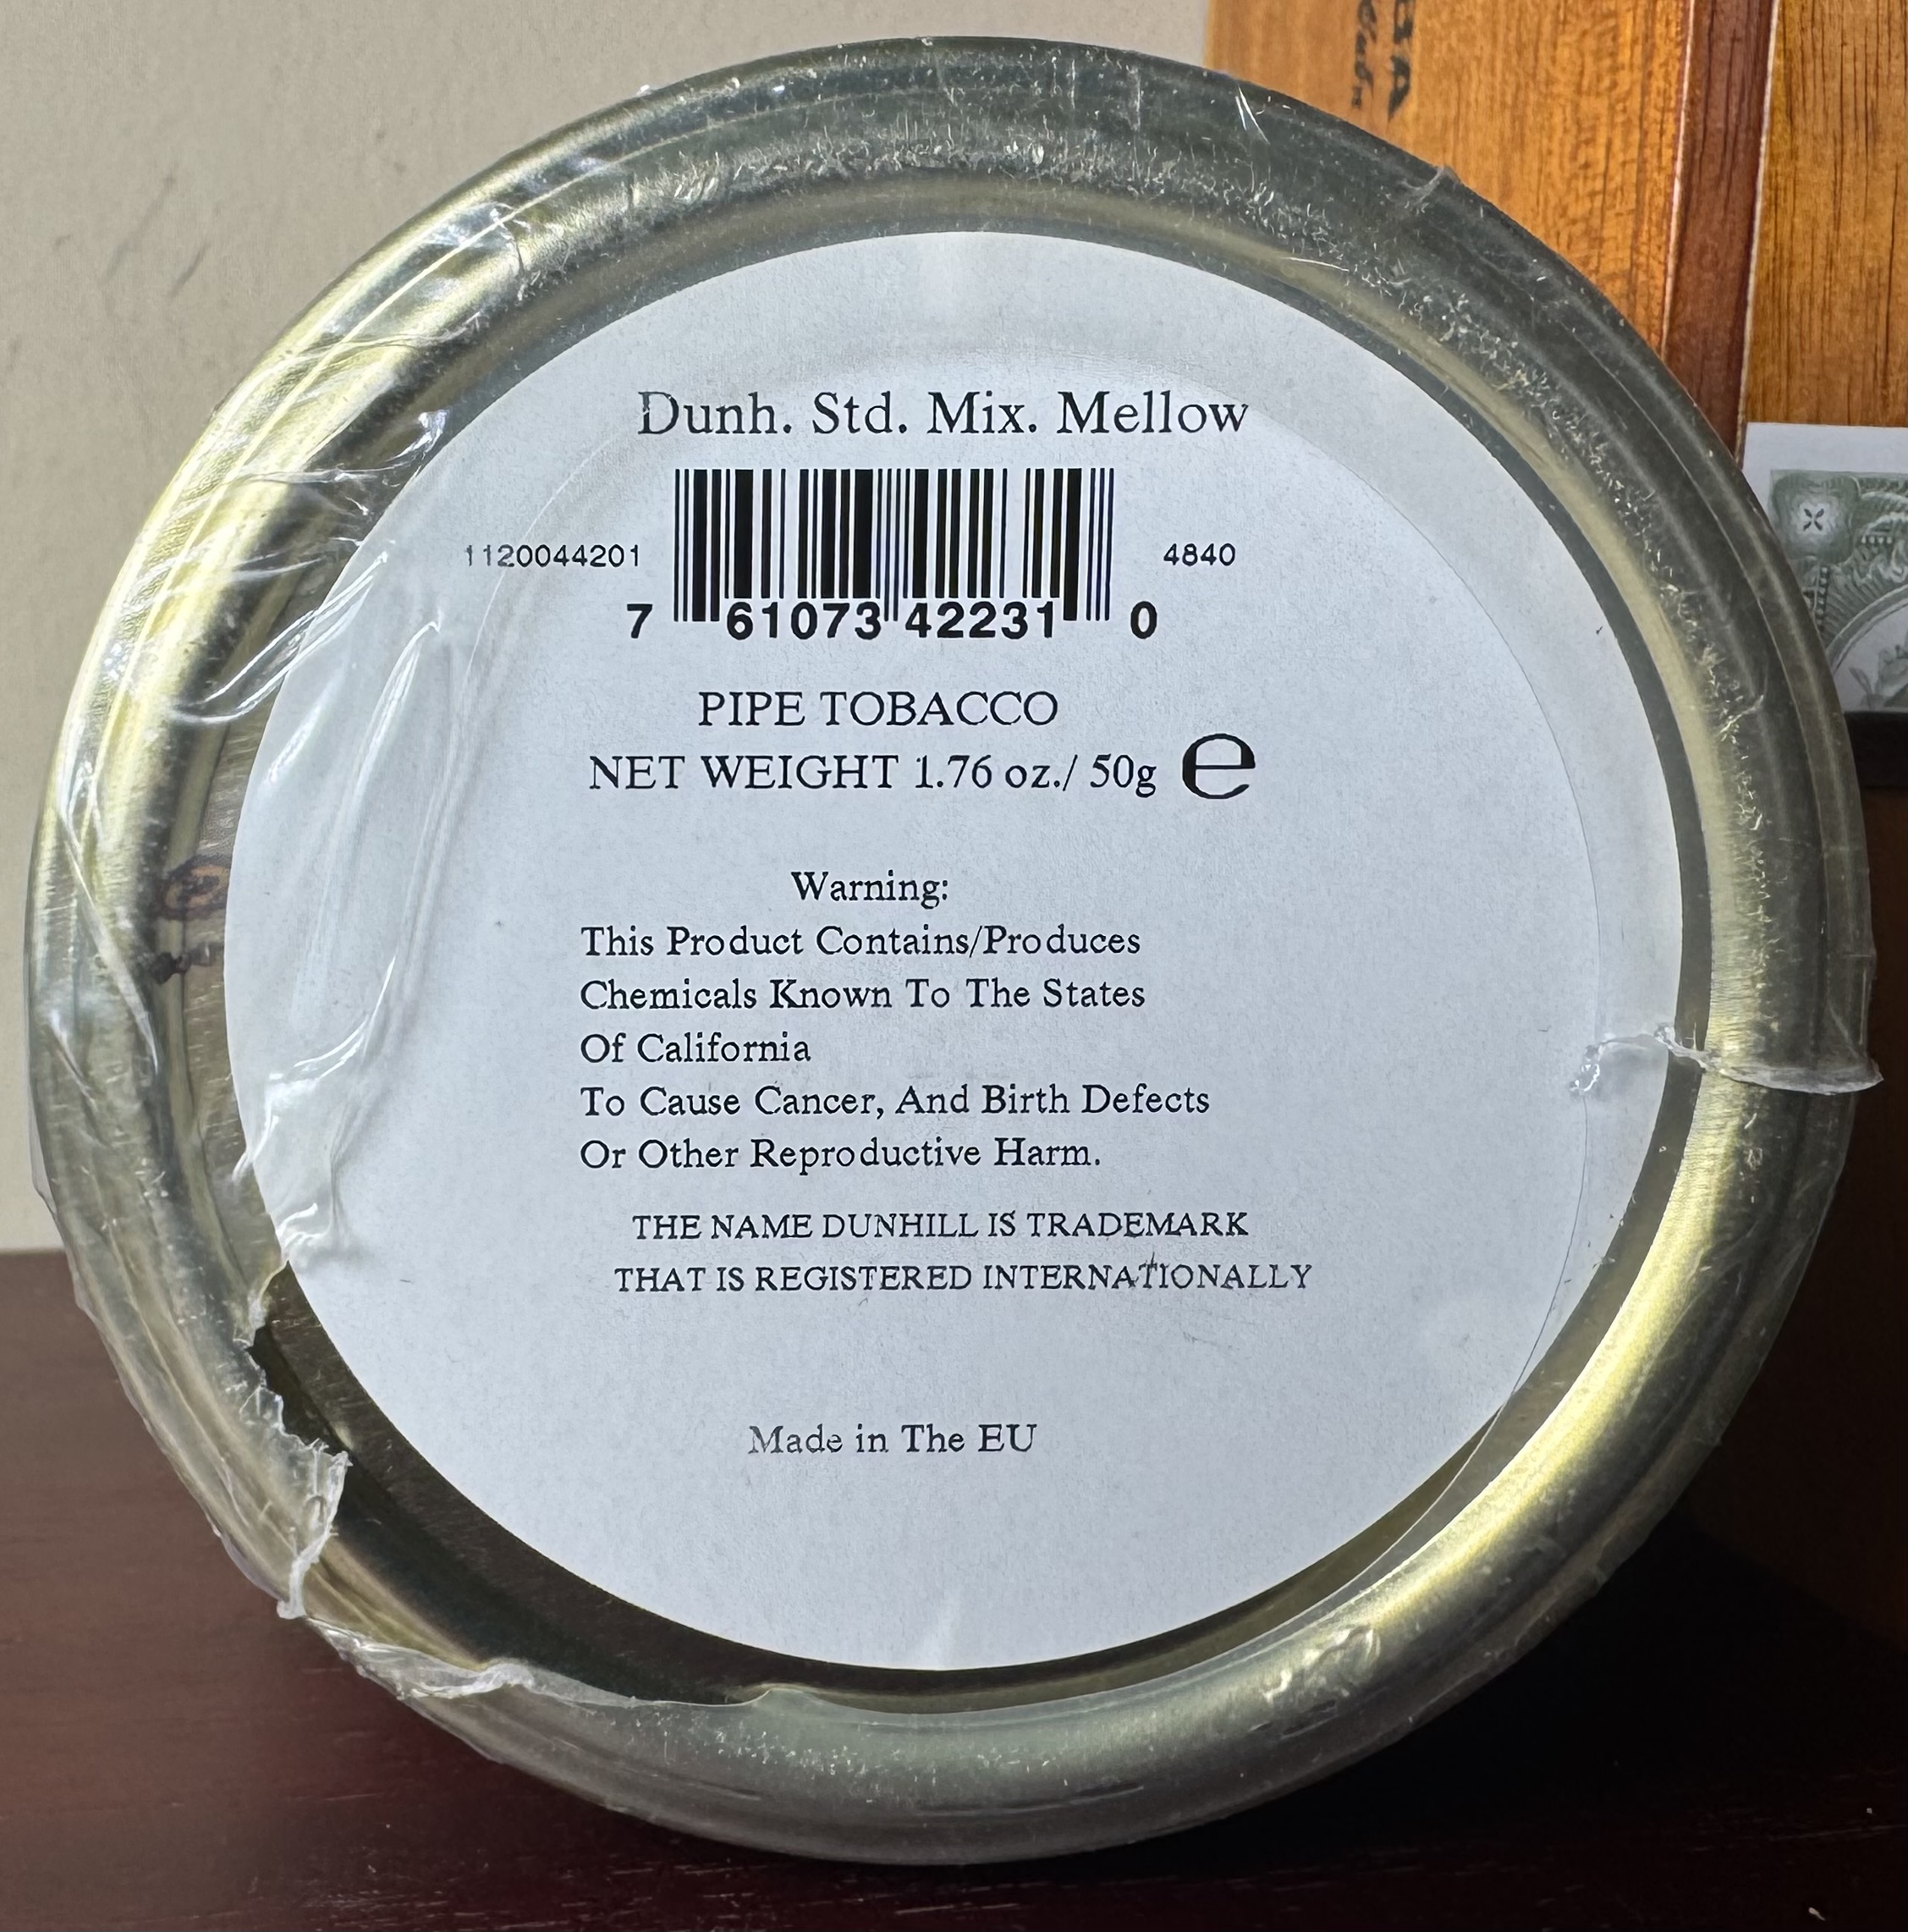 Dunh. Std. Mix. Mellow
1120044201
4840
7 61073 42231 0
PIPE TOBACCO
NET WEIGHT 1.76 oz./ 50g e
Warning:
This Product Contains/Produces
Chemicals Known To The States
Of California
To Cause Cancer, And Birth Defects
Or Other Reproductive Harm.
THE NAME DUNHILL IS TRADEMARK
THAT IS REGISTERED INTERNATIONALLY
Made in The EU